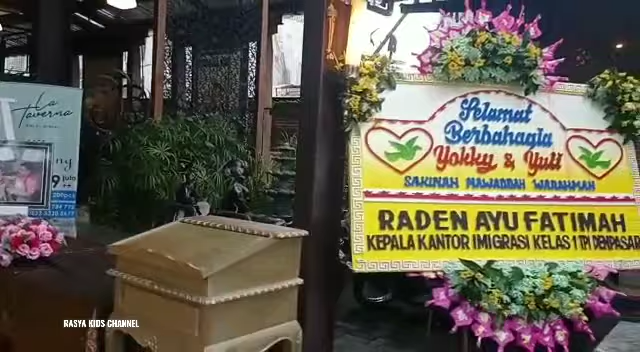 La
Taverna
Selamat
Berbahagia
Yokky & Yuli
SAKINAH MAWADDAH WARAHMAH
RADEN AYU FATIMAH
KEPALA KANTOR IMIGRASI KELAS 1 TPI DENPASAR
RASYA KIDS CHANNEL